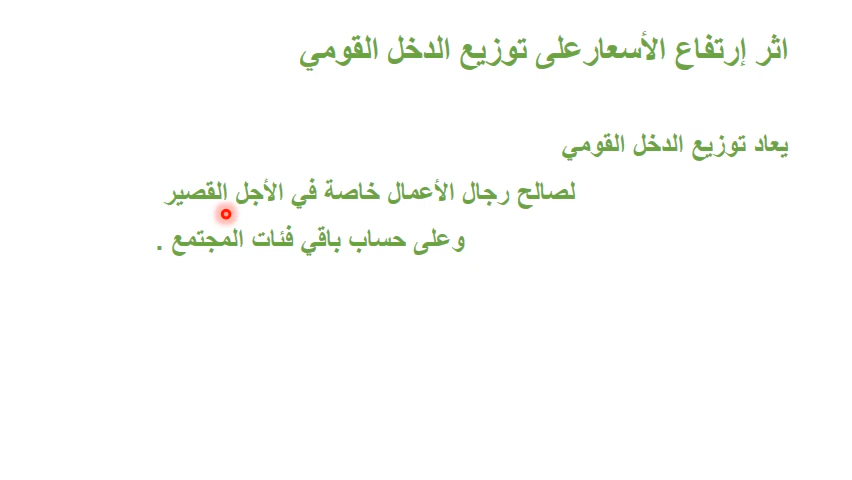 اثر إرتفاع الأسعارعلى توزيع الدخل القومي
يعاد توزيع الدخل القومي
لصالح رجال الأعمال خاصة في الأجل القصير
وعلى حساب باقي فئات المجتمع .